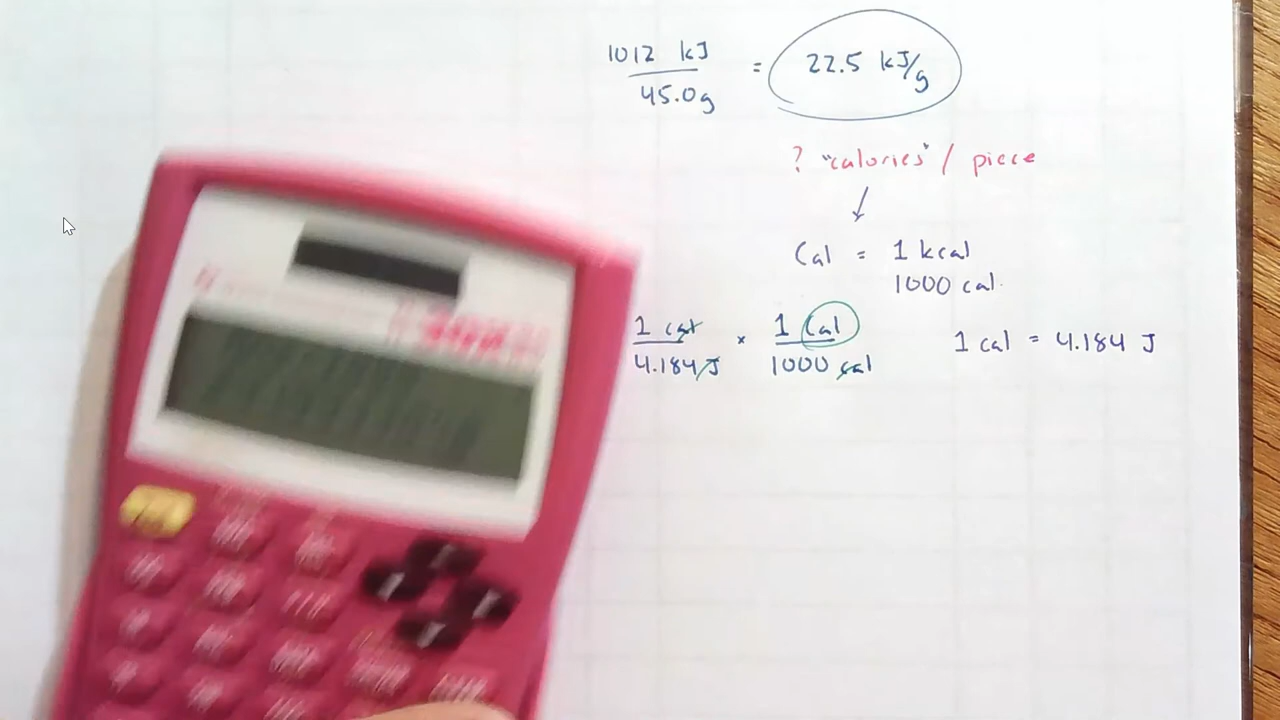 1012 kJ
45.0g
= 22.5 kJ/g
? "calories" / piece
Cal = 1 kcal
1000 cal
1 cal × 1 Cal
4.184 J 1000 cal
1 cal = 4.184 J